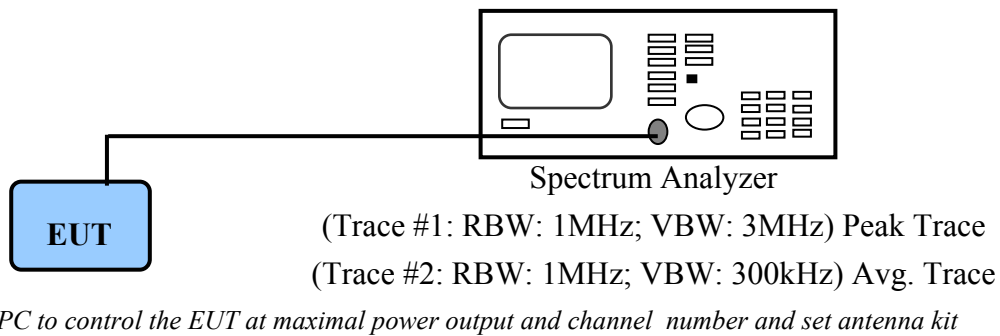 Spectrum Analyzer
EUT
(Trace #1: RBW: 1MHz; VBW: 3MHz) Peak Trace
(Trace #2: RBW: 1MHz; VBW: 300kHz) Avg. Trace
PC to control the EUT at maximal power output and channel number and set antenna kit